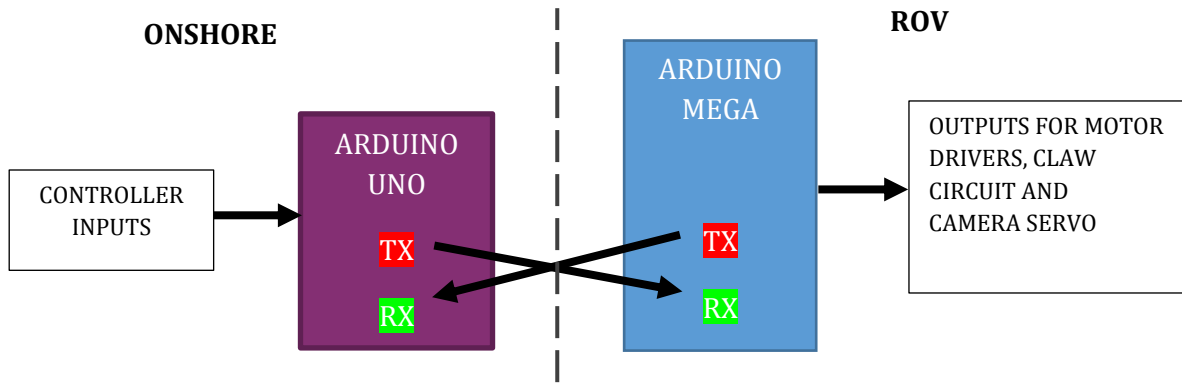 ONSHORE
ROV
CONTROLLER
INPUTS
ARDUINO
UNO
TX
RX
ARDUINO
MEGA
TX
RX
OUTPUTS FOR MOTOR
DRIVERS, CLAW
CIRCUIT AND
CAMERA SERVO